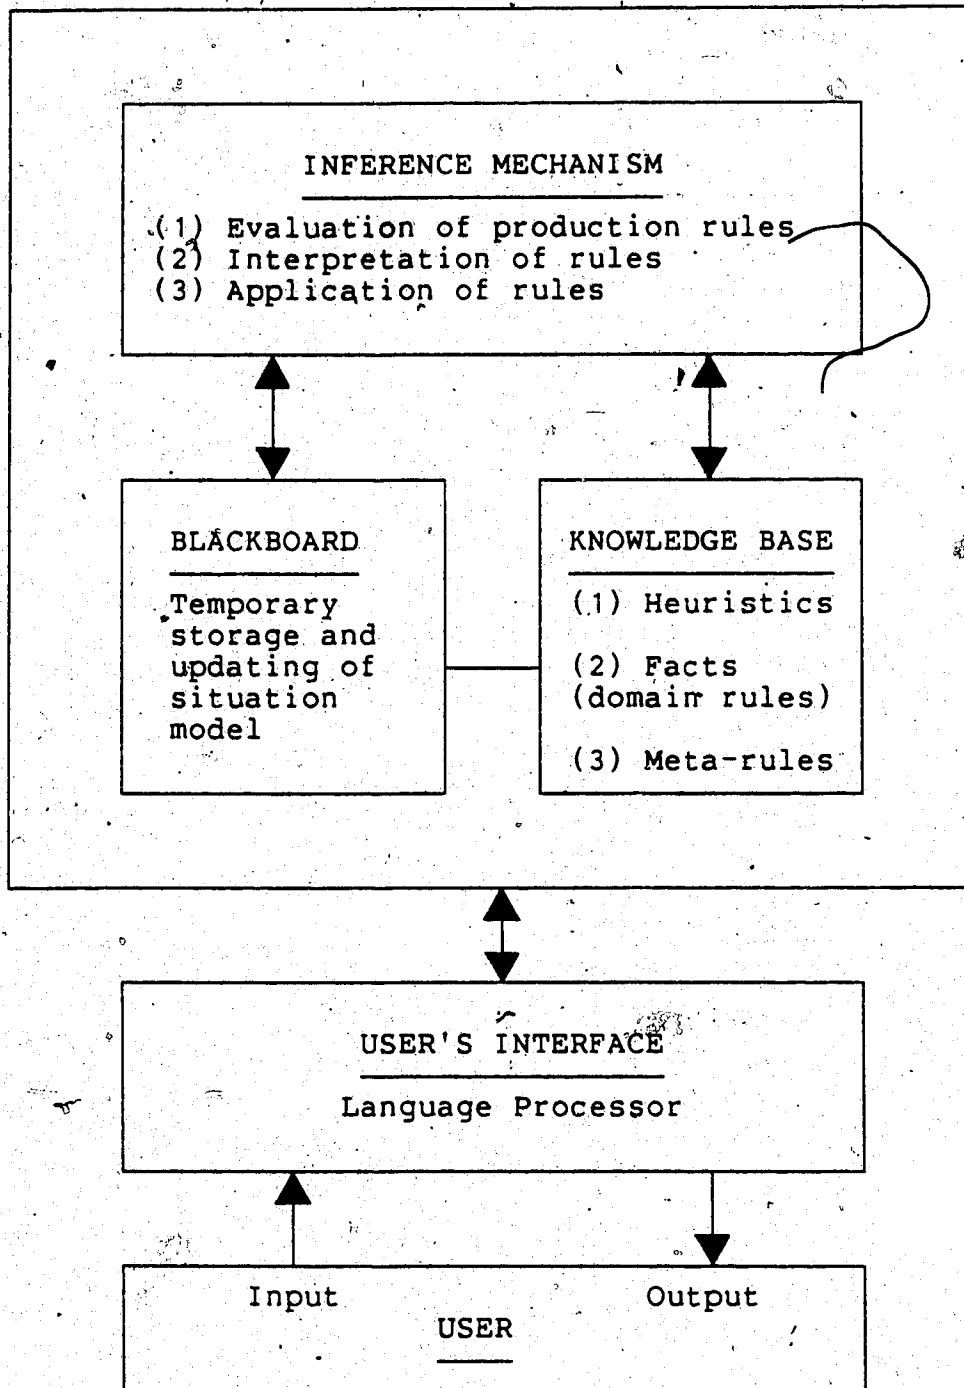 INFERENCE MECHANISM
(1) Evaluation of production rules
(2) Interpretation of rules
(3) Application of rules
BLACKBOARD
Temporary
storage and
updating of
situation
model
KNOWLEDGE BASE
(1) Heuristics
(2) Facts
(domain rules)
(3) Meta-rules
USER'S INTERFACE
Language Processor
Input Output
USER